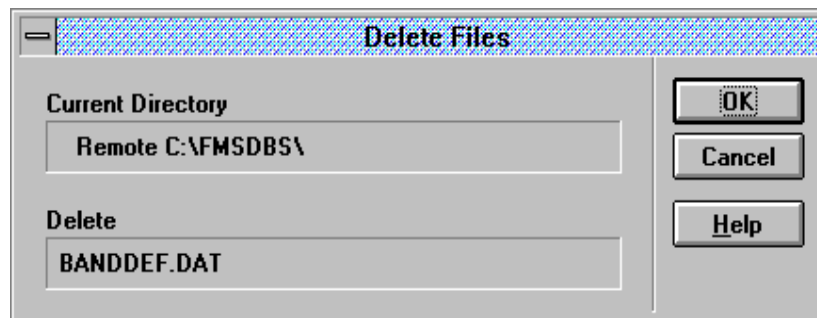 Delete Files
Current Directory
Remote C:\FMSDBS\
Delete
BANDDEF.DAT
OK
Cancel
Help